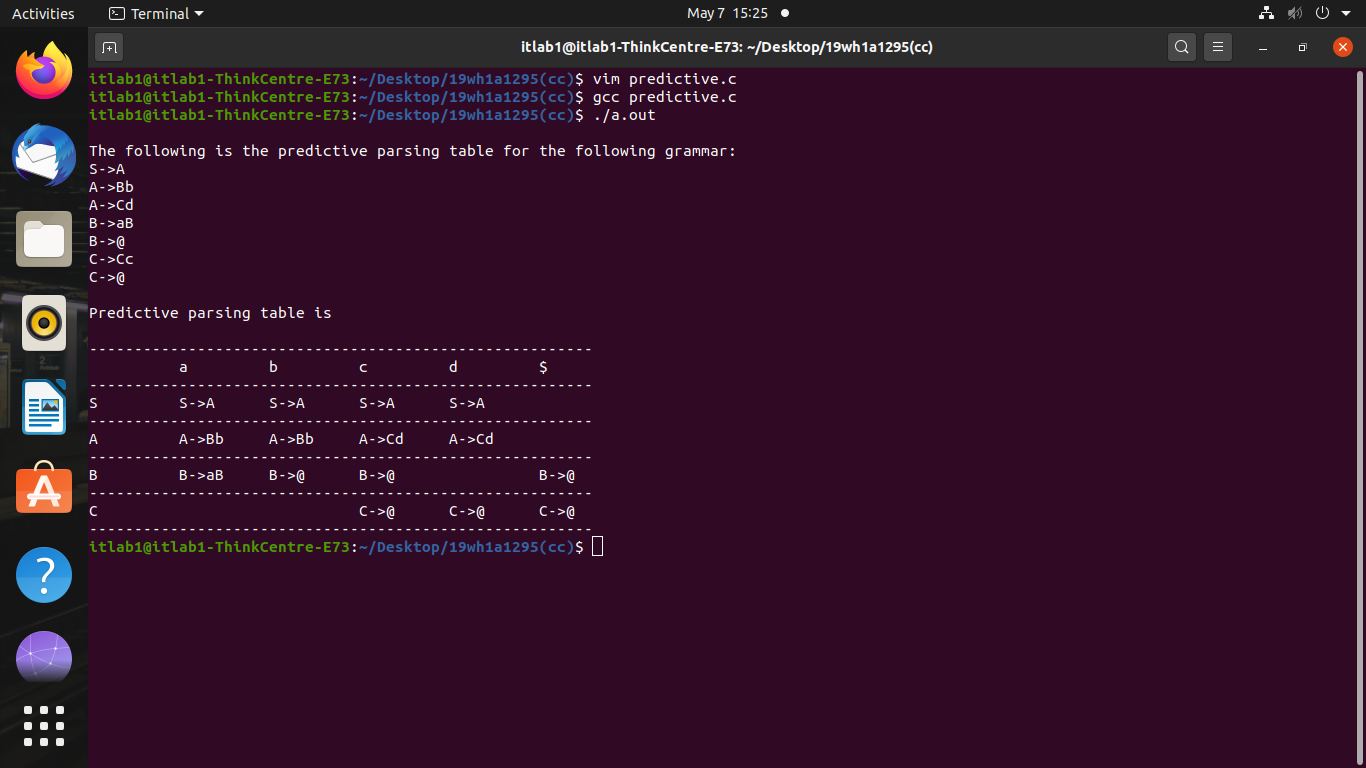 Activities Terminal May 7 15:25
itlab1@itlab1-ThinkCentre-E73: ~/Desktop/19wh1a1295(cc)
itlab1@itlab1-ThinkCentre-E73:~/Desktop/19wh1a1295(cc)$ vim predictive.c
itlab1@itlab1-ThinkCentre-E73:~/Desktop/19wh1a1295(cc)$ gcc predictive.c
itlab1@itlab1-ThinkCentre-E73:~/Desktop/19wh1a1295(cc)$ ./a.out
The following is the predictive parsing table for the following grammar:
S->A
A->Bb
A->Cd
B->aB
B->@
C->Cc
C->@
Predictive parsing table is
--------------------------------------------------------
a b c d $
--------------------------------------------------------
S S->A S->A S->A S->A
--------------------------------------------------------
A A->Bb A->Bb A->Cd A->Cd
--------------------------------------------------------
B B->aB B->@ B->@ B->@
--------------------------------------------------------
C C->@ C->@ C->@
--------------------------------------------------------
itlab1@itlab1-ThinkCentre-E73:~/Desktop/19wh1a1295(cc)$